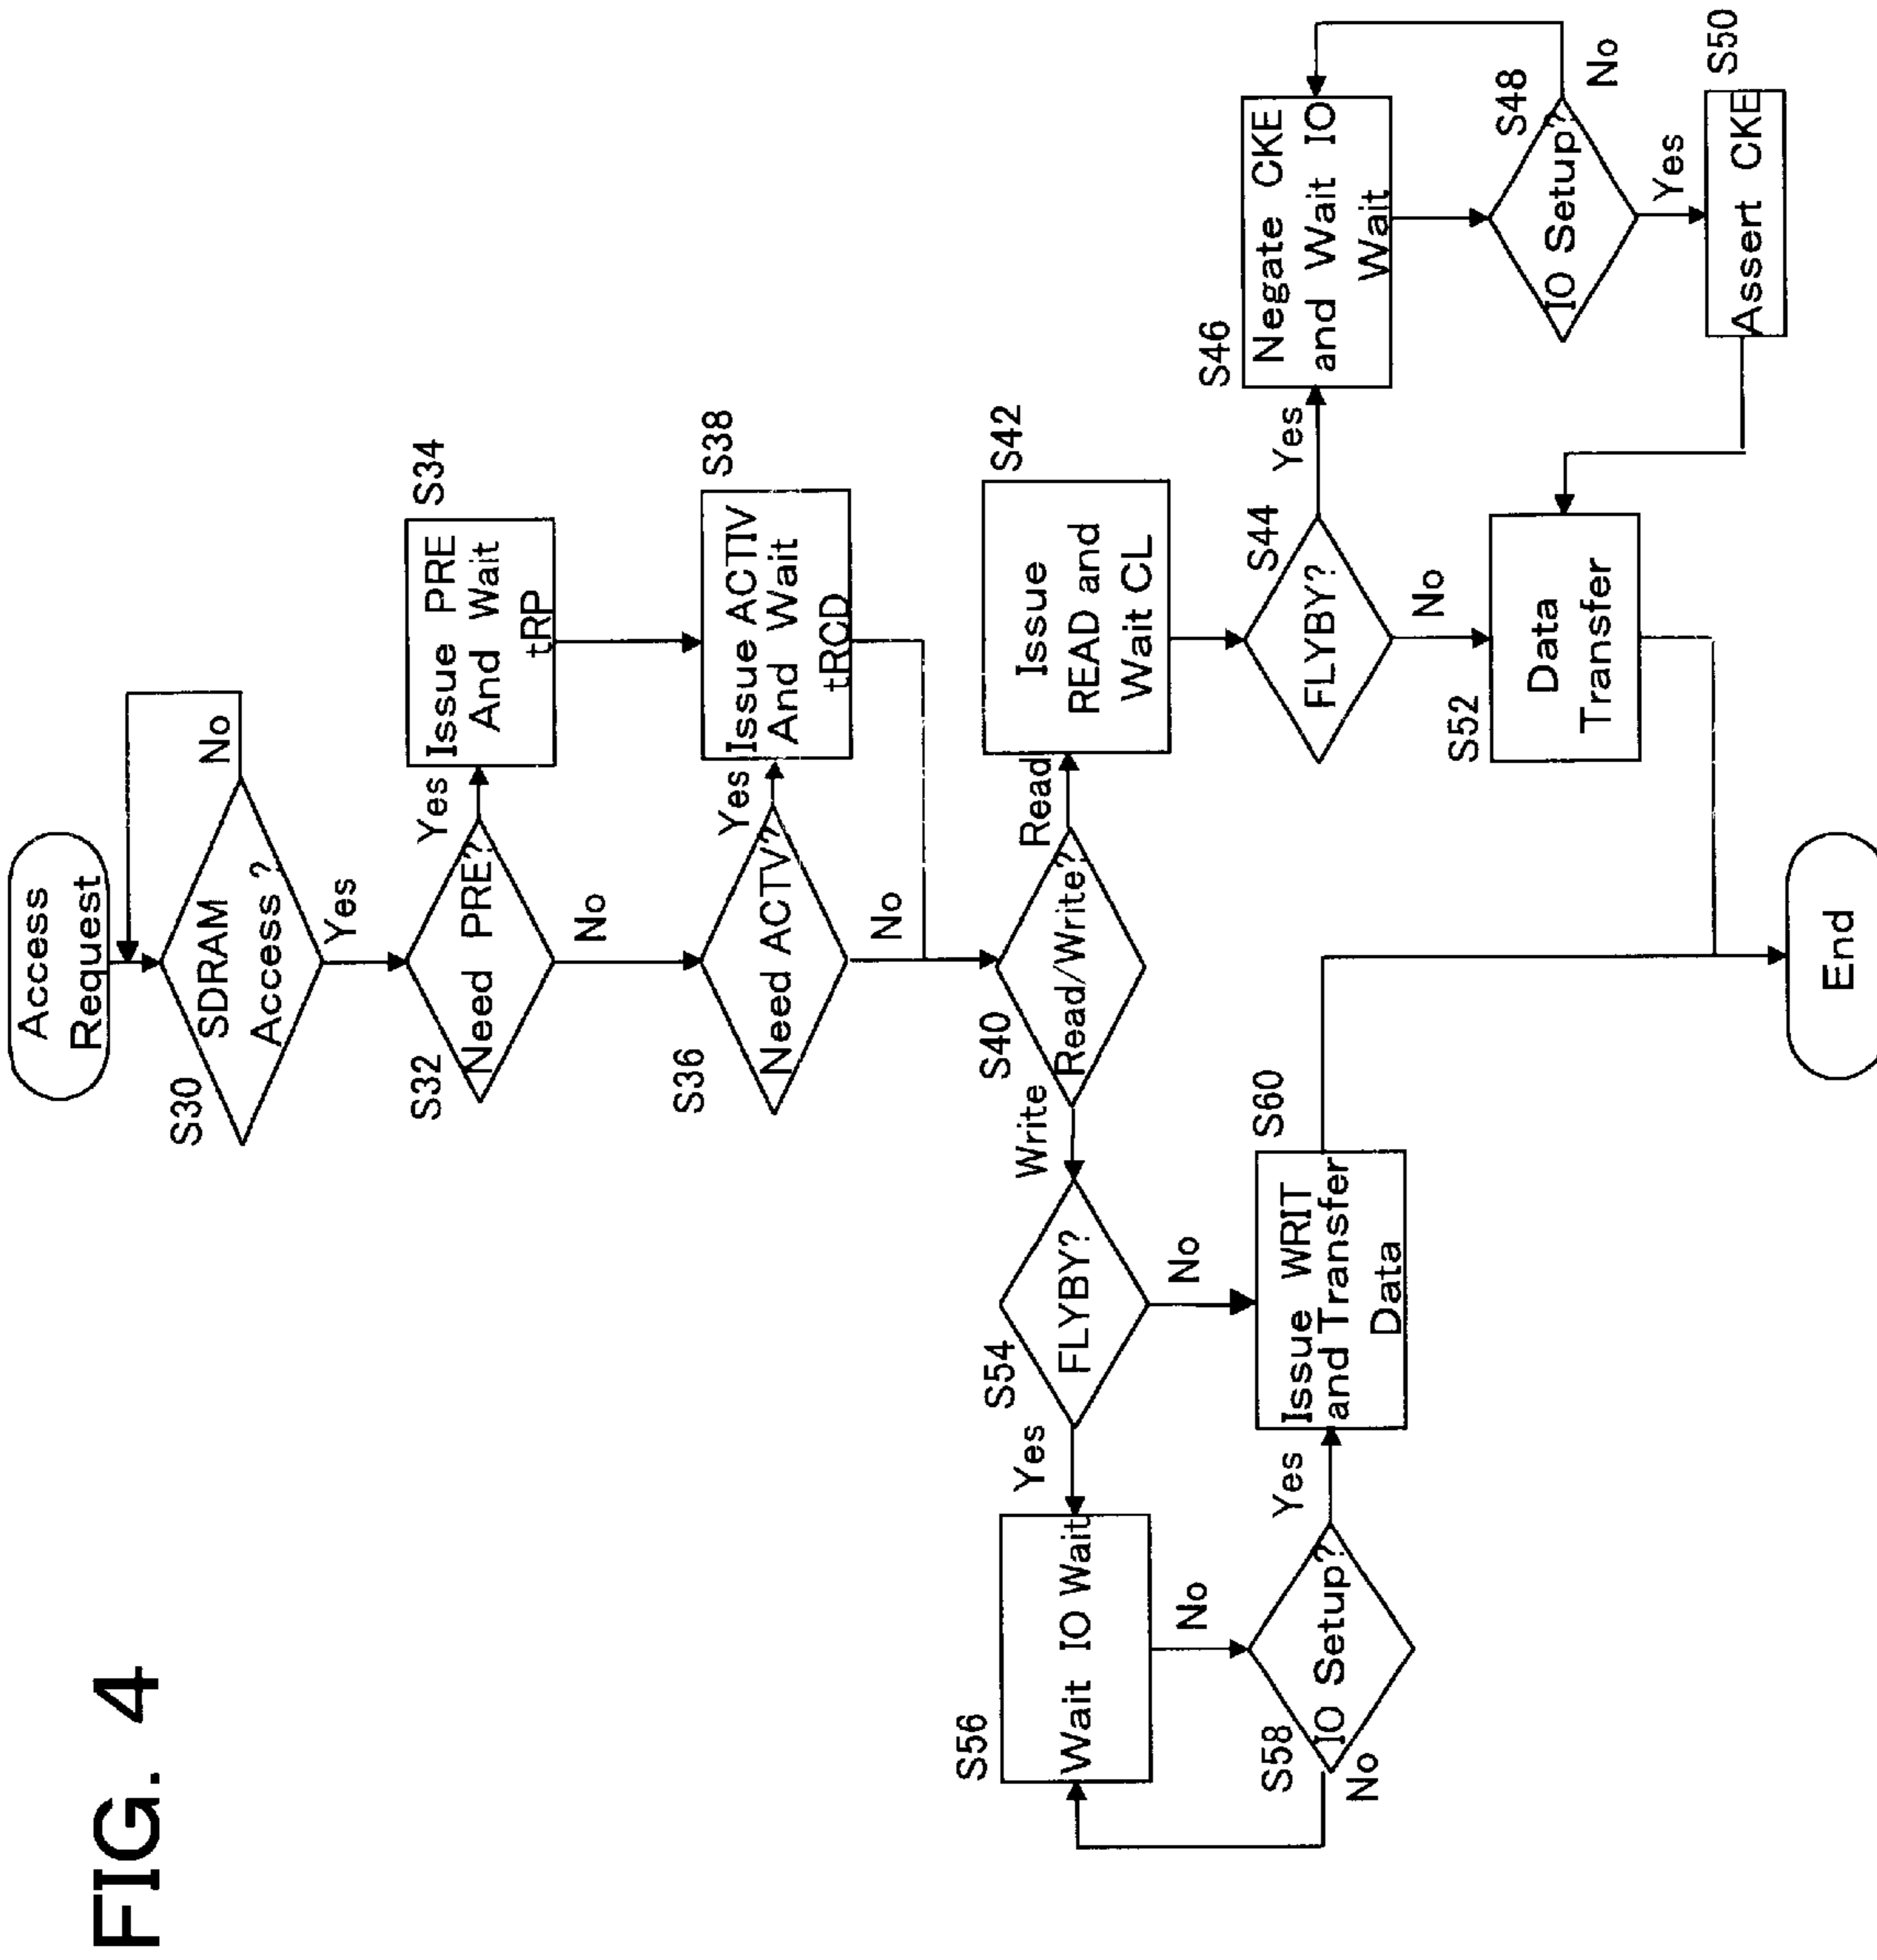 FIG. 4
Access
Request
S30
SDRAM
Access ?
No
Yes
S32
Need PRE?
Yes
No
S34
Issue PRE
And Wait
tRP
S36
Need ACTV?
Yes
No
S38
Issue ACTIV
And Wait
tRCD
S40
Read/Write?
Read
Write
S42
Issue
READ and
Wait CL
S44
FLYBY?
Yes
No
S46
Negate CKE
and Wait IO
Wait
S48
IO Setup?
No
Yes
S50
Assert CKE
S52
Data
Transfer
S54
FLYBY?
Yes
No
S56
Wait IO Wait
No
S58
IO Setup?
Yes
No
S60
Issue WRIT
and Transfer
Data
End